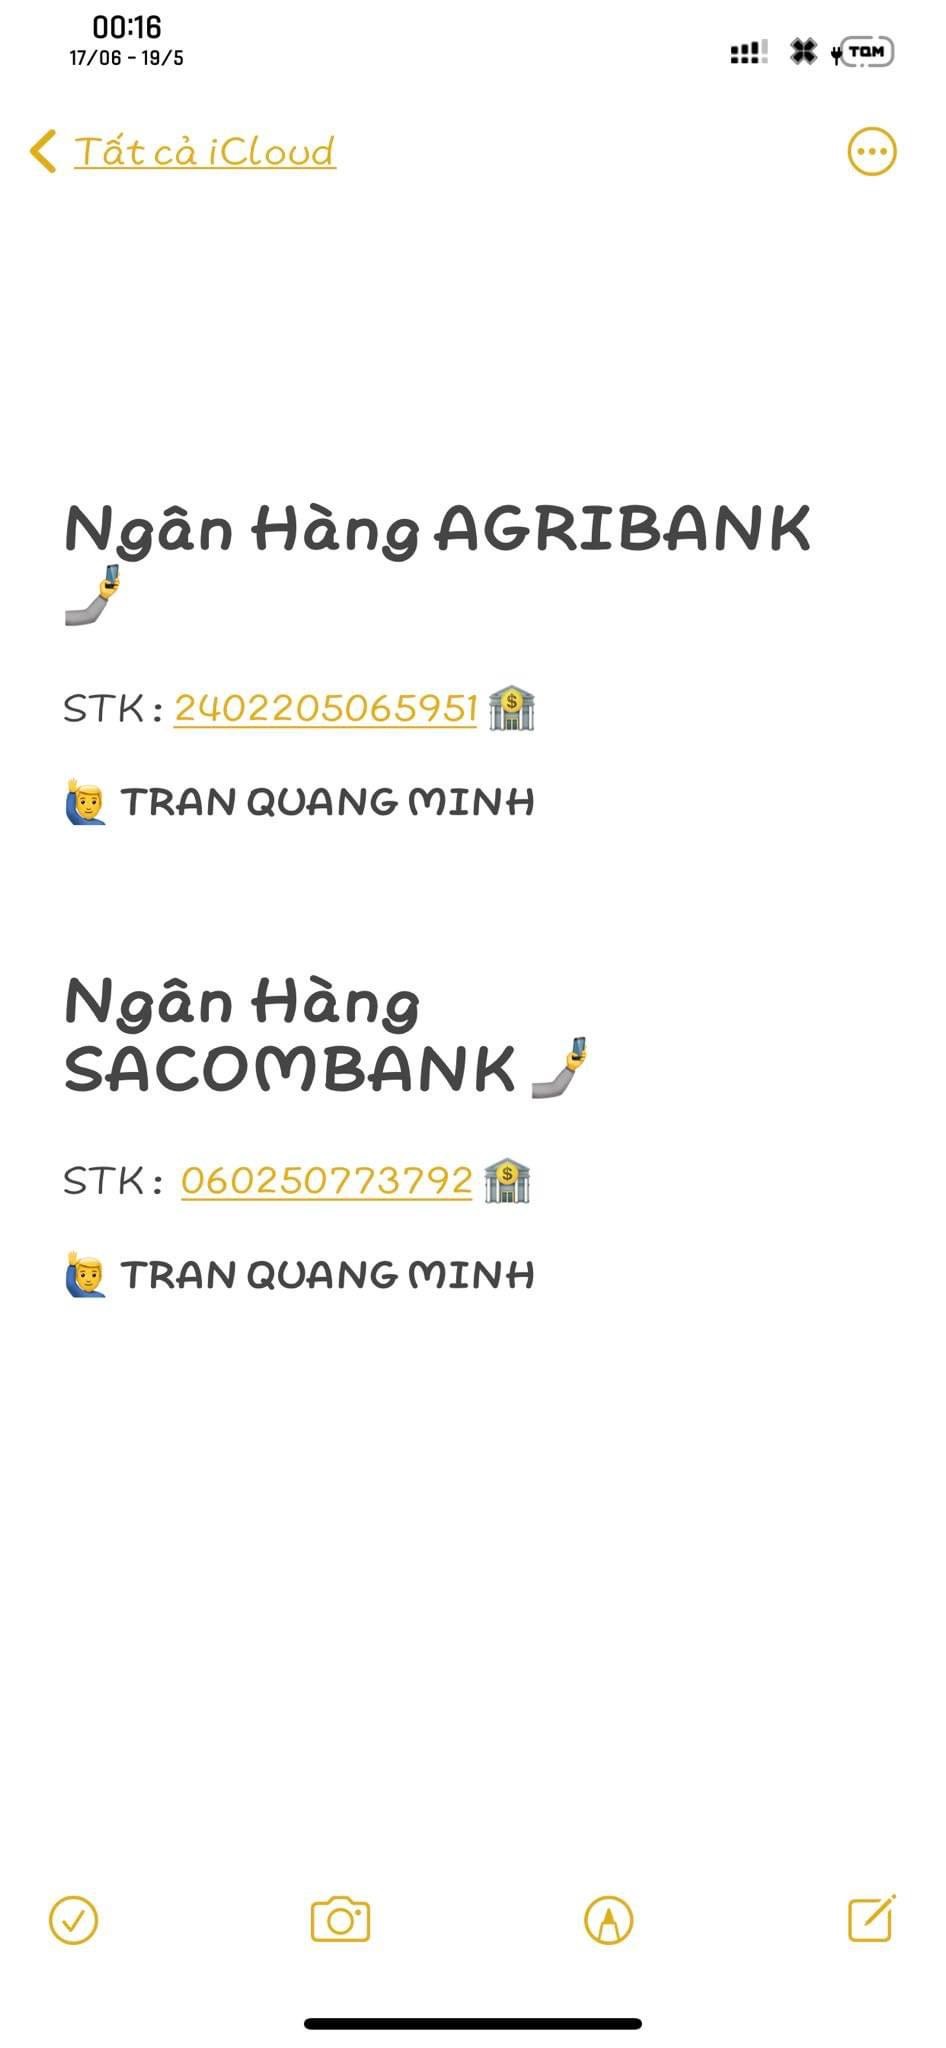 00:16
17/06 - 19/5
TQM
Tất cả iCloud
Ngân Hàng AGRIBANK
🤳
STK: 2402205065951 🏦
🙋‍♂️ TRAN QUANG MINH
Ngân Hàng
SACOMBANK 🤳
STK: 060250773792 🏦
🙋‍♂️ TRAN QUANG MINH